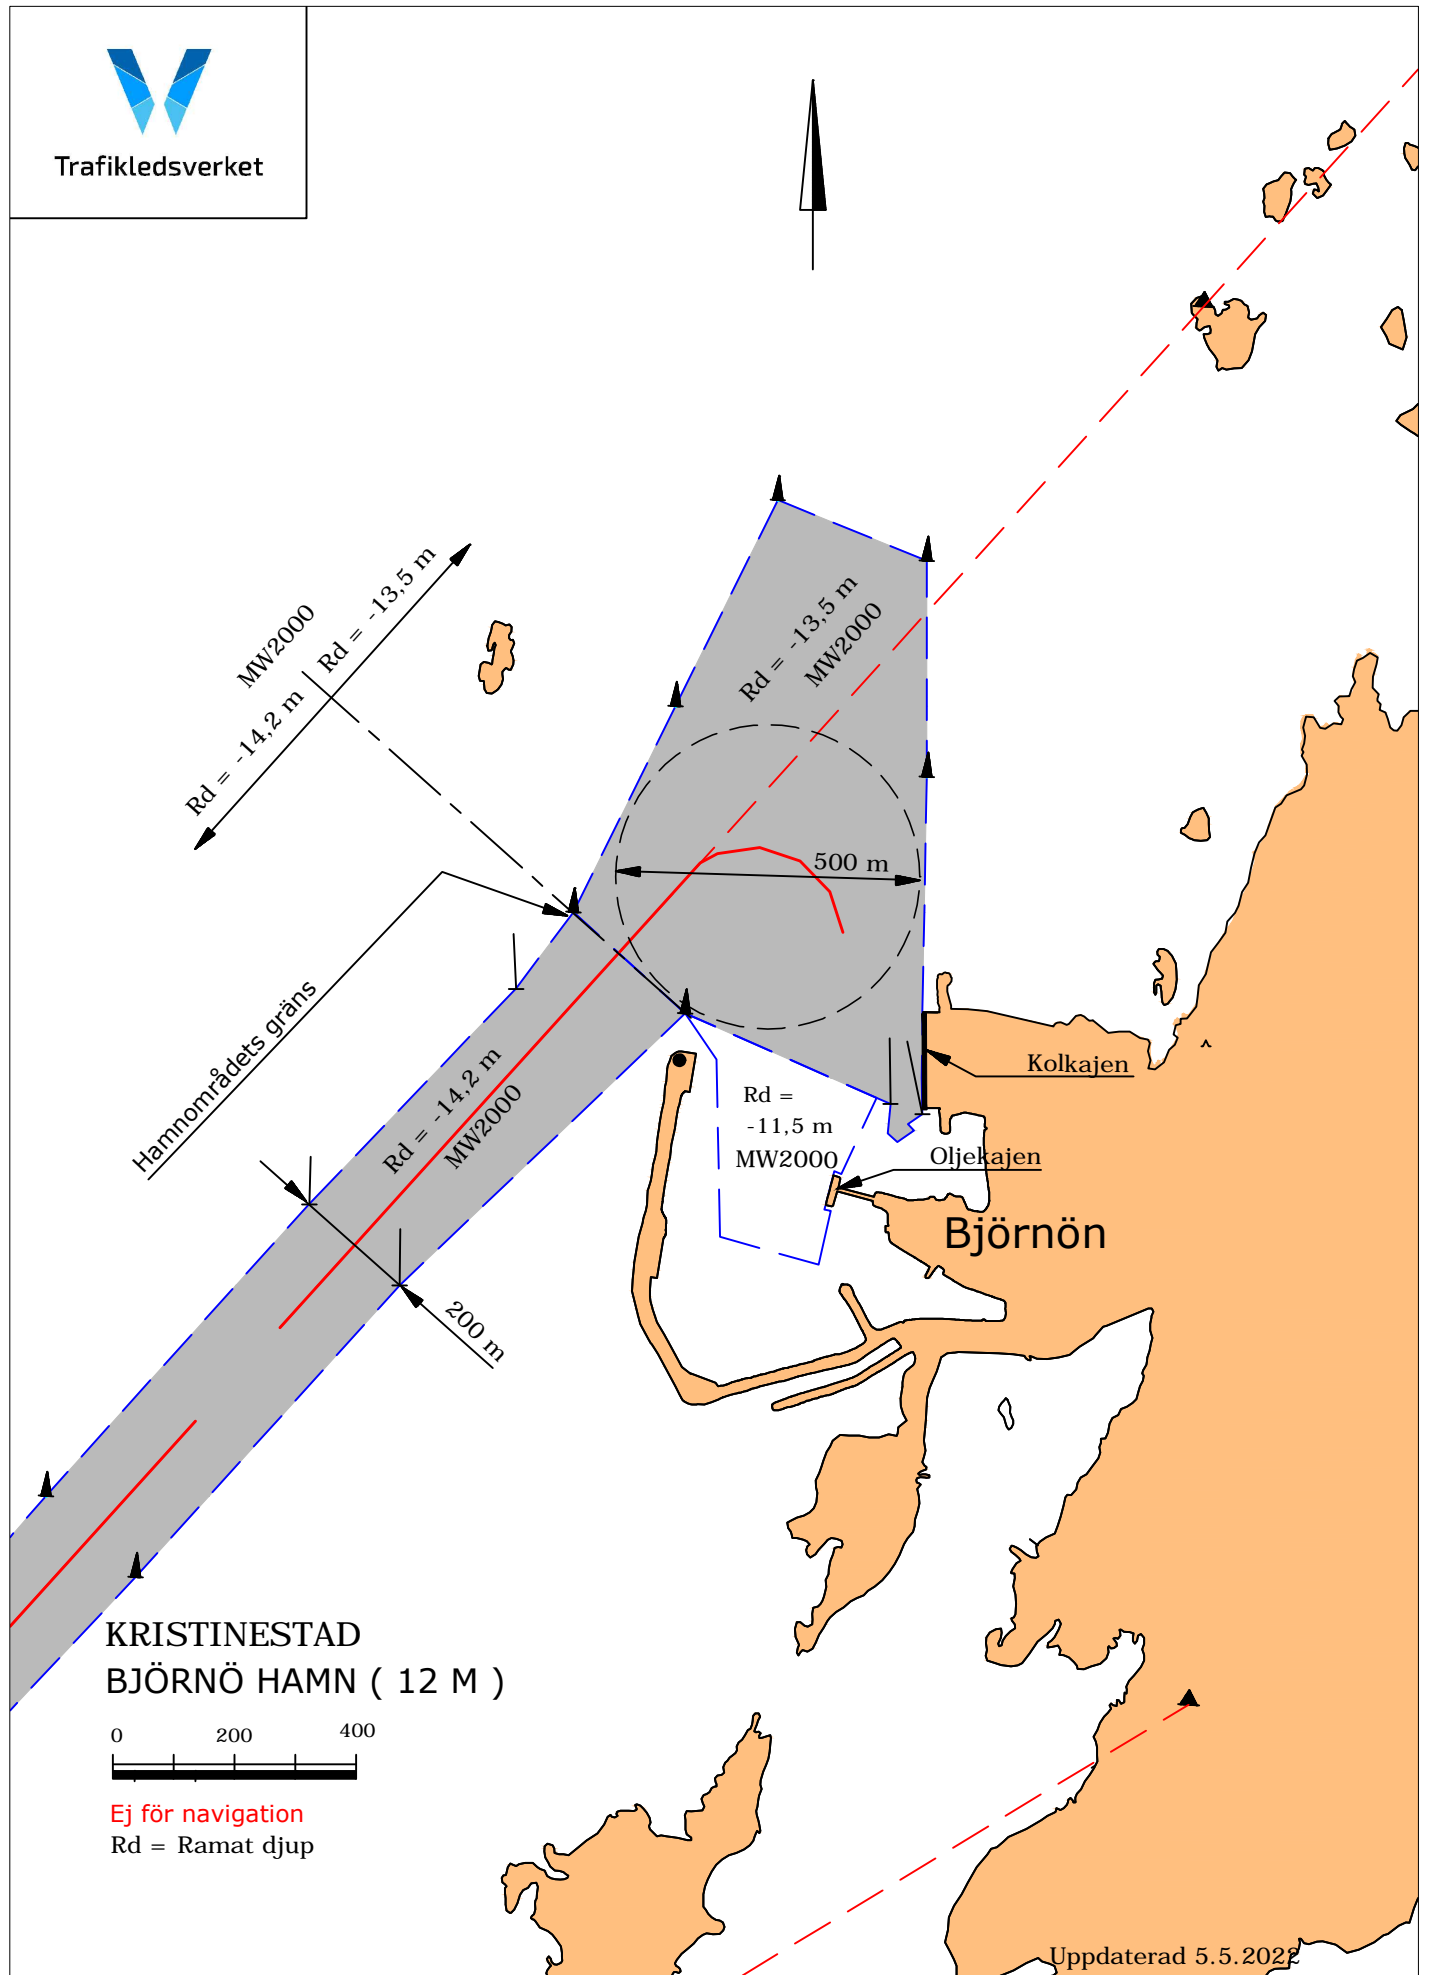 Trafikledsverket
MW2000
Rd = -13,5 m
Rd = -14,2 m
Rd = -13,5 m
MW2000
500 m
Hamnområdets gräns
Rd = -14,2 m
MW2000
Kolkajen
Rd =
-11,5 m
MW2000
Oljekajen
Björnön
200 m
KRISTINESTAD
BJÖRNÖ HAMN ( 12 M )
0 200 400
Ej för navigation
Rd = Ramat djup
Uppdaterad 5.5.2022